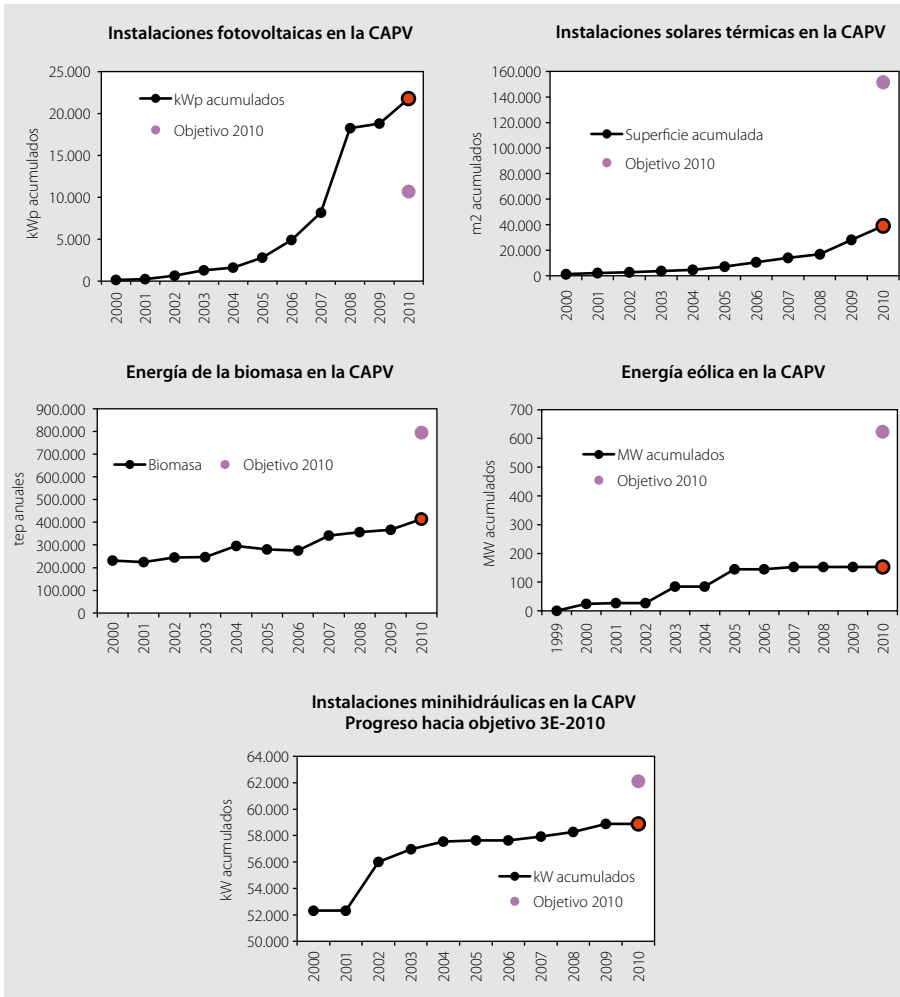 Instalaciones fotovoltaicas en la CAPV
kWp acumulados
25.000
20.000
15.000
10.000
5.000
0
kWp acumulados
Objetivo 2010
2000 2001 2002 2003 2004 2005 2006 2007 2008 2009 2010
Instalaciones solares térmicas en la CAPV
m2 acumulados
160.000
140.000
120.000
100.000
80.000
60.000
40.000
20.000
0
Superficie acumulada
Objetivo 2010
2000 2001 2002 2003 2004 2005 2006 2007 2008 2009 2010
Energía de la biomasa en la CAPV
tep anuales
900.000
800.000
700.000
600.000
500.000
400.000
300.000
200.000
100.000
0
Biomasa Objetivo 2010
2000 2001 2002 2003 2004 2005 2006 2007 2008 2009 2010
Energía eólica en la CAPV
MW acumulados
700
600
500
400
300
200
100
0
MW acumulados
Objetivo 2010
1999 2000 2001 2002 2003 2004 2005 2006 2007 2008 2009 2010
Instalaciones minihidráulicas en la CAPV
Progreso hacia objetivo 3E-2010
kW acumulados
64.000
62.000
60.000
58.000
56.000
54.000
52.000
50.000
kW acumulados
Objetivo 2010
2000 2001 2002 2003 2004 2005 2006 2007 2008 2009 2010